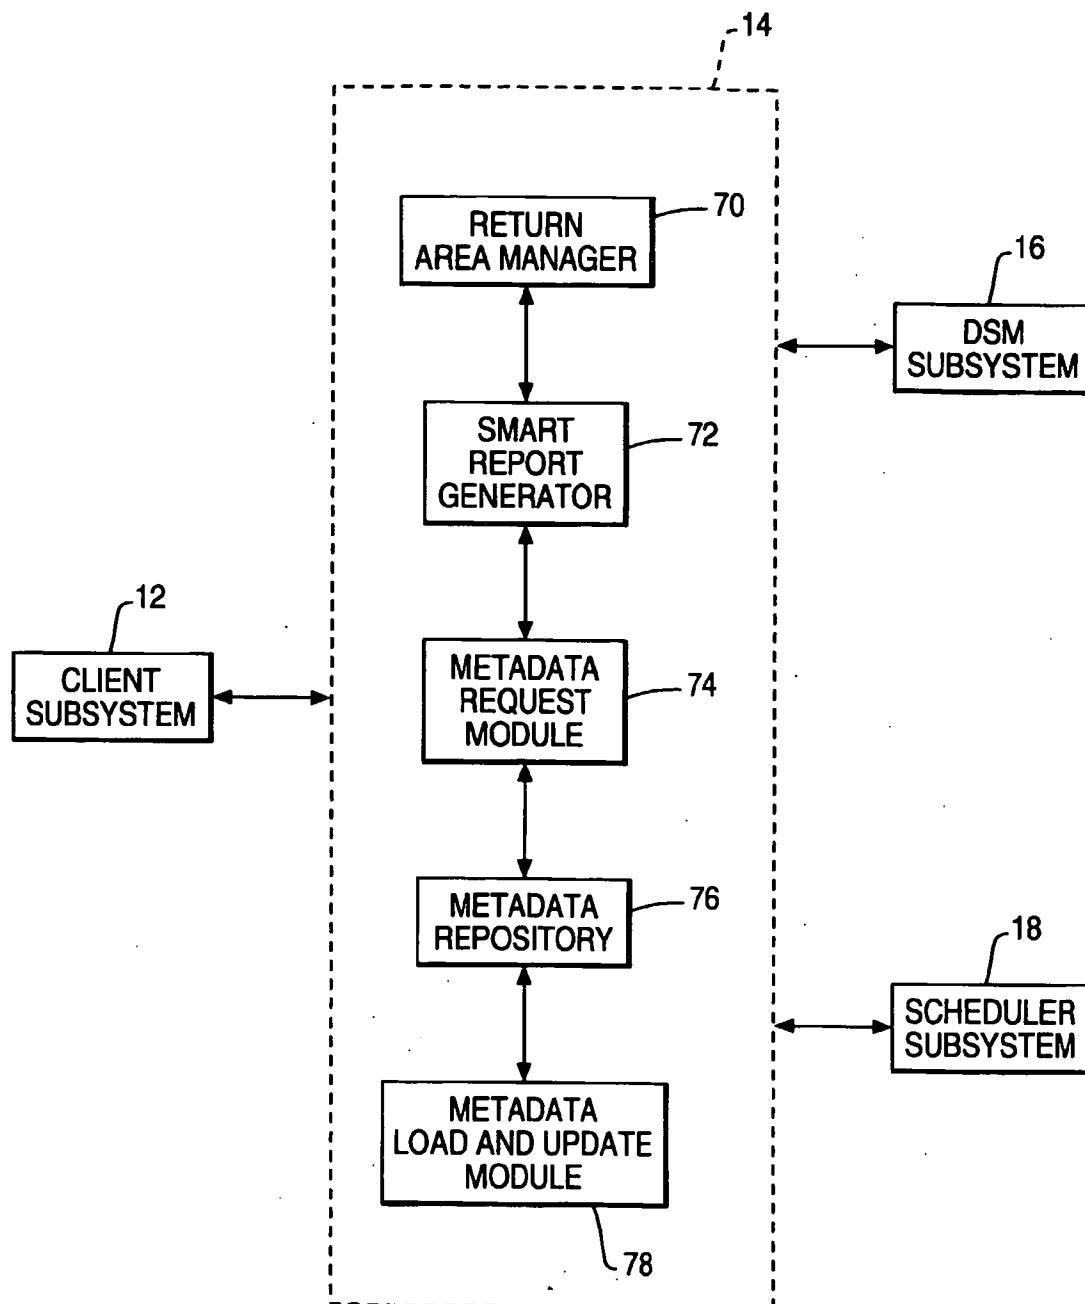 14
RETURN
AREA MANAGER
70
16
DSM
SUBSYSTEM
SMART
REPORT
GENERATOR
72
12
CLIENT
SUBSYSTEM
METADATA
REQUEST
MODULE
74
METADATA
REPOSITORY
76
18
SCHEDULER
SUBSYSTEM
METADATA
LOAD AND UPDATE
MODULE
78